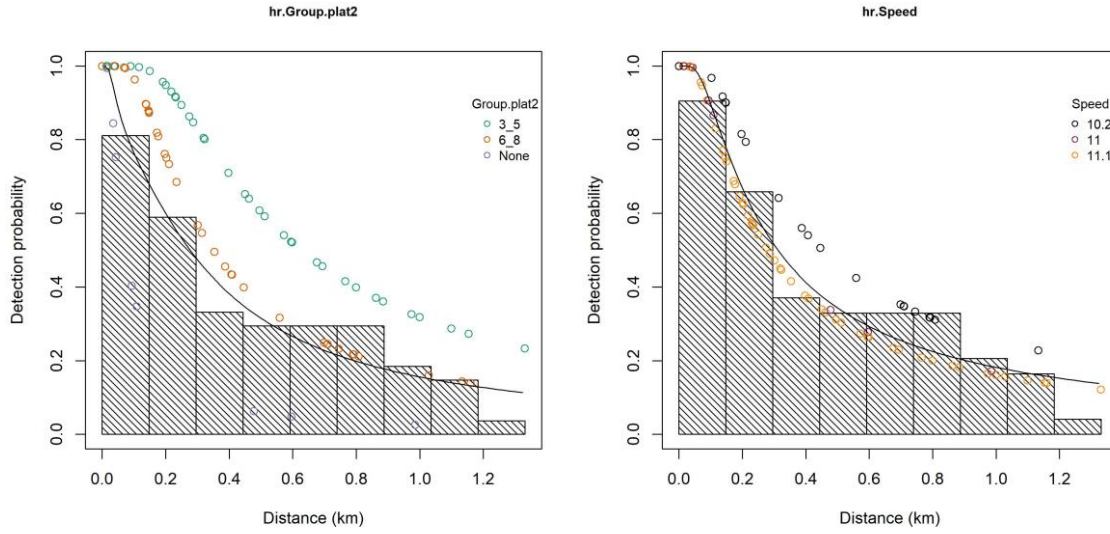 hr.Group.plat2
Detection probability
1.0
0.8
0.6
0.4
0.2
0.0
Group.plat2
3_5
6_8
None
0.0 0.2 0.4 0.6 0.8 1.0 1.2
Distance (km)
hr.Speed
Detection probability
1.0
0.8
0.6
0.4
0.2
0.0
Speed
10.2
11
11.1
0.0 0.2 0.4 0.6 0.8 1.0 1.2
Distance (km)